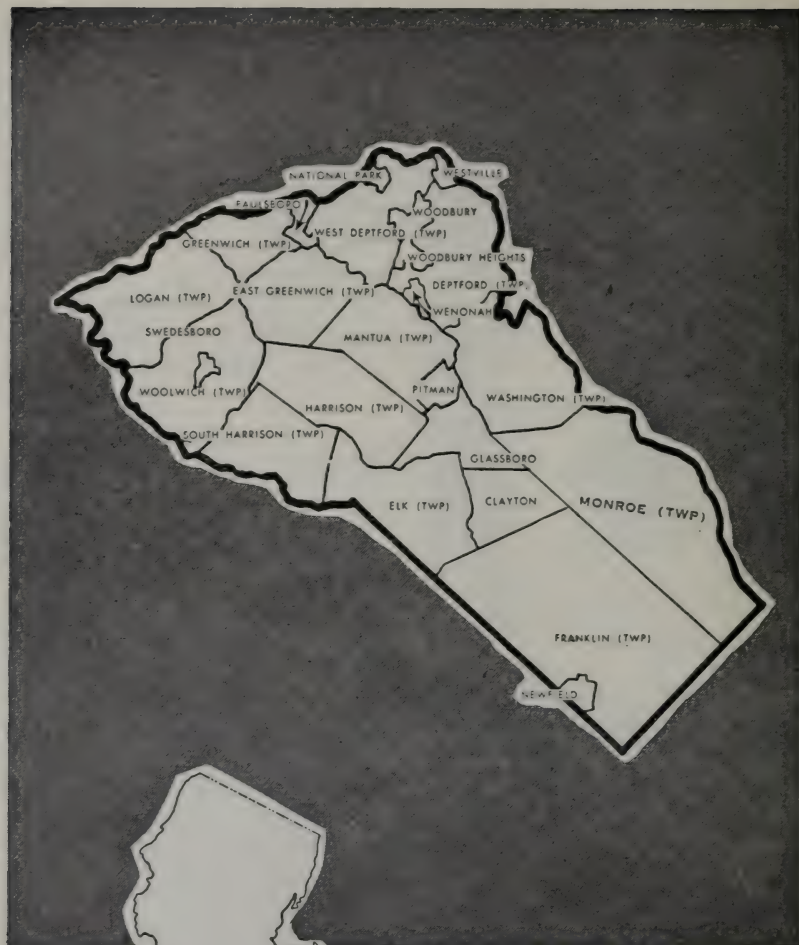 NATIONAL PARK
WESTVILLE
PAULSBORO
WOODBURY
WEST DEPTFORD (TWP)
GREENWICH (TWP)
WOODBURY HEIGHTS
DEPTFORD (TWP)
EAST GREENWICH (TWP)
LOGAN (TWP)
WENONAH
SWEDESBORO
MANTUA (TWP)
PITMAN
WOOLWICH (TWP)
WASHINGTON (TWP)
HARRISON (TWP)
SOUTH HARRISON (TWP)
GLASSBORO
ELK (TWP)
CLAYTON
MONROE (TWP)
FRANKLIN (TWP)
NEWFIELD